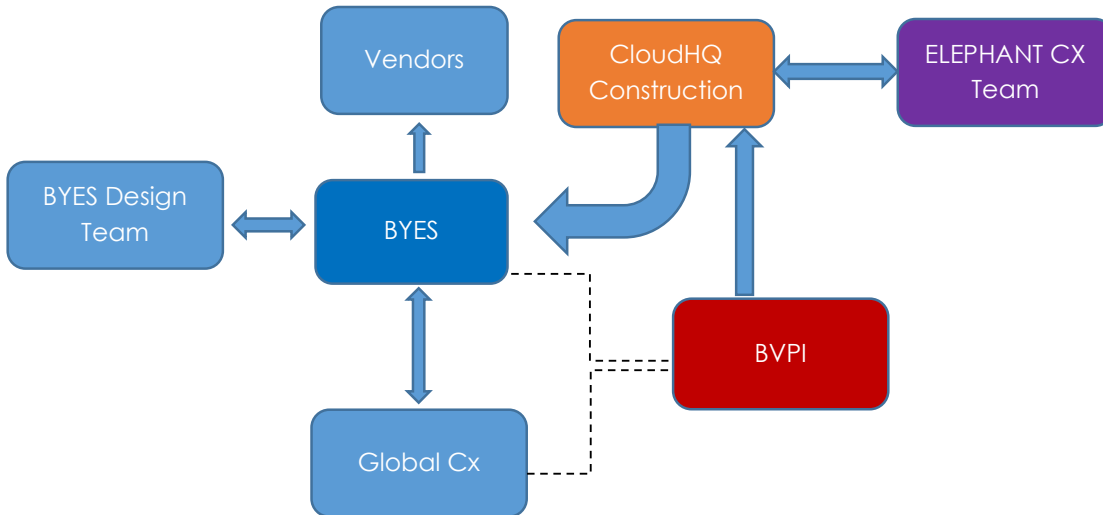 Vendors
CloudHQ
Construction
ELEPHANT CX
Team
BYES Design
Team
BYES
BVPI
Global Cx